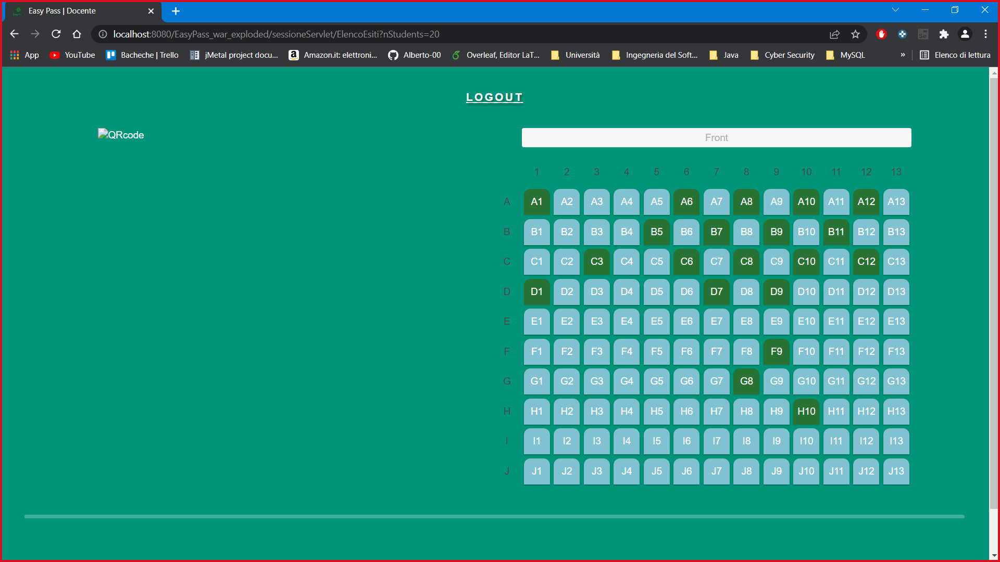 Easy Pass | Docente
localhost:8080/EasyPass_war_exploded/sessioneServlet/ElencoEsiti?nStudents=20
App YouTube Bacheche | Trello jMetal project docu... Amazon.it: elettroni... Alberto-00 Overleaf, Editor LaT... Università Ingegneria del Soft... Java Cyber Security MySQL » Elenco di lettura
LOGOUT
QRcode
Front
1 2 3 4 5 6 7 8 9 10 11 12 13
A A1 A2 A3 A4 A5 A6 A7 A8 A9 A10 A11 A12 A13
B B1 B2 B3 B4 B5 B6 B7 B8 B9 B10 B11 B12 B13
C C1 C2 C3 C4 C5 C6 C7 C8 C9 C10 C11 C12 C13
D D1 D2 D3 D4 D5 D6 D7 D8 D9 D10 D11 D12 D13
E E1 E2 E3 E4 E5 E6 E7 E8 E9 E10 E11 E12 E13
F F1 F2 F3 F4 F5 F6 F7 F8 F9 F10 F11 F12 F13
G G1 G2 G3 G4 G5 G6 G7 G8 G9 G10 G11 G12 G13
H H1 H2 H3 H4 H5 H6 H7 H8 H9 H10 H11 H12 H13
I I1 I2 I3 I4 I5 I6 I7 I8 I9 I10 I11 I12 I13
J J1 J2 J3 J4 J5 J6 J7 J8 J9 J10 J11 J12 J13